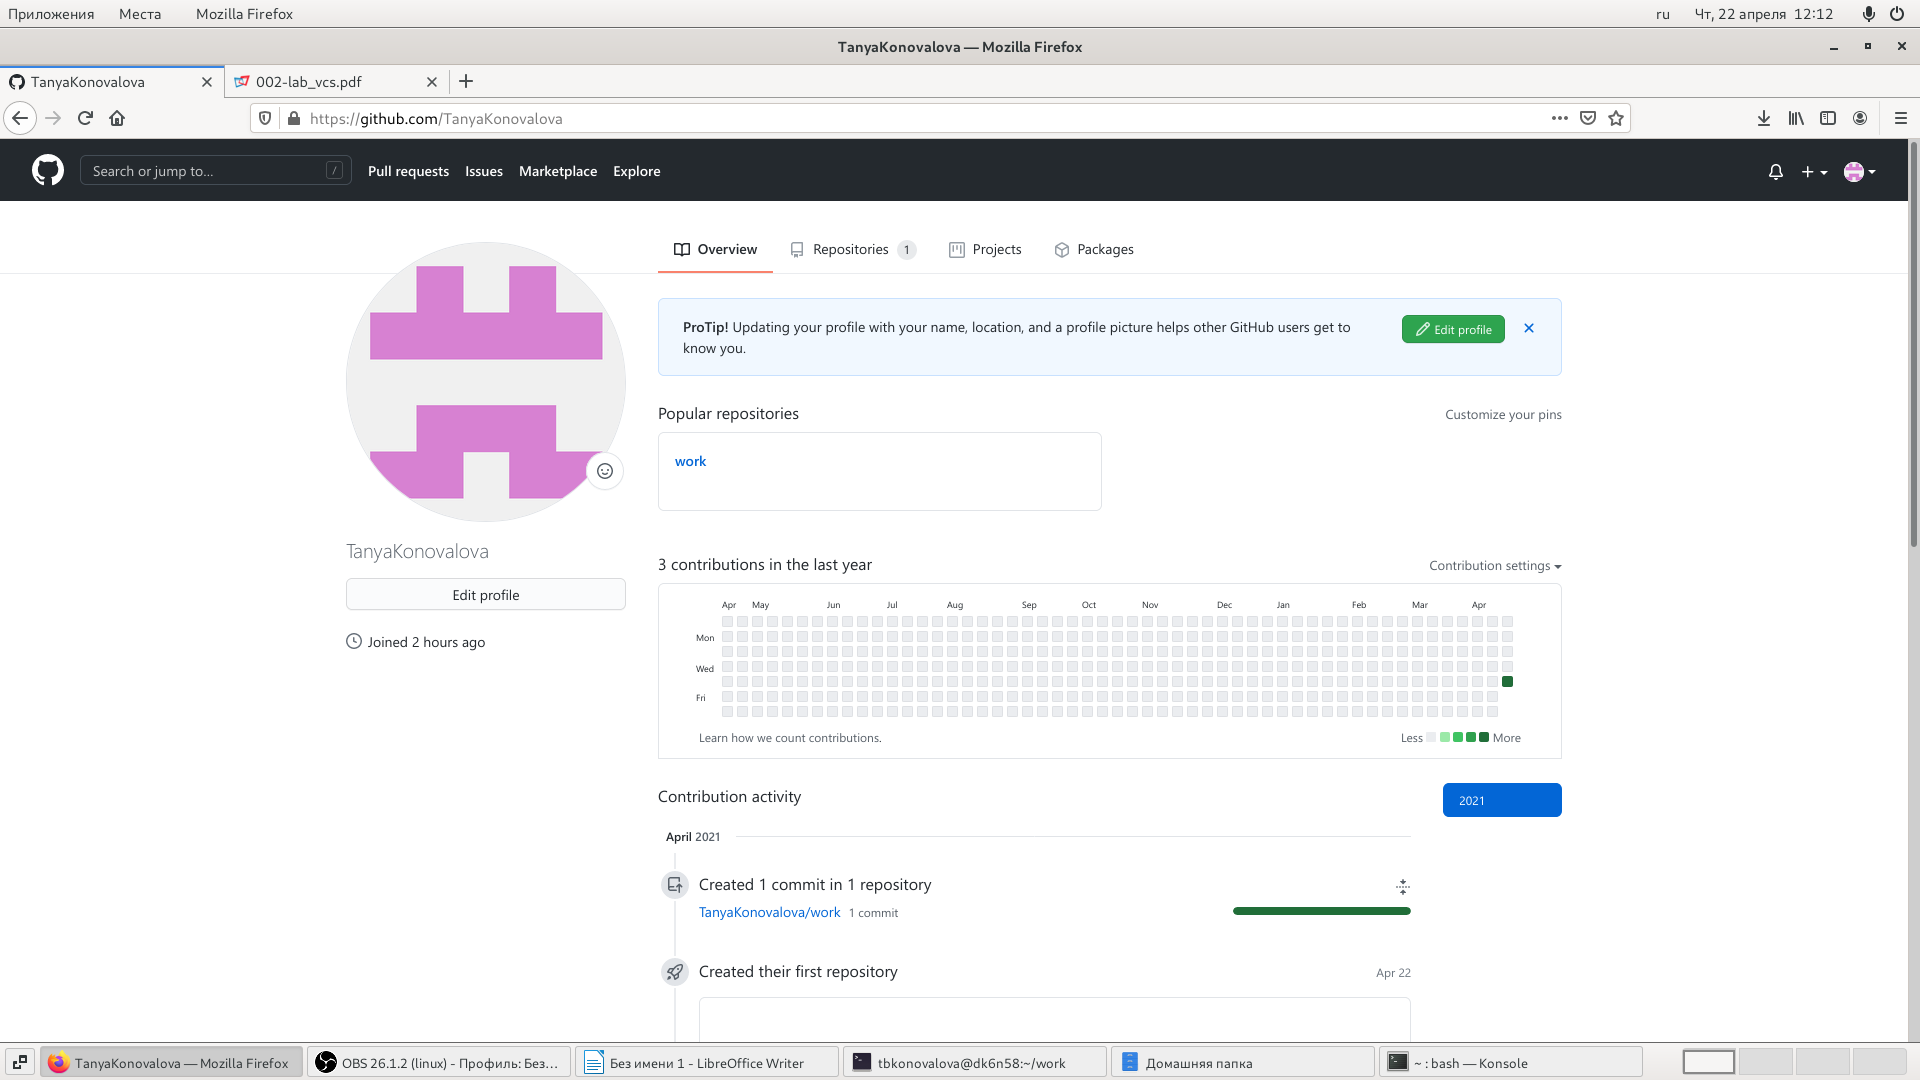 Приложения Места Mozilla Firefox ru Чт, 22 апреля 12:12
TanyaKonovalova — Mozilla Firefox
TanyaKonovalova 002-lab_vcs.pdf
https://github.com/TanyaKonovalova
Search or jump to... / Pull requests Issues Marketplace Explore
Overview Repositories 1 Projects Packages
ProTip! Updating your profile with your name, location, and a profile picture helps other GitHub users get to
know you.
Edit profile
Popular repositories Customize your pins
work
TanyaKonovalova
Edit profile
Joined 2 hours ago
3 contributions in the last year Contribution settings
Apr May Jun Jul Aug Sep Oct Nov Dec Jan Feb Mar Apr
Mon
Wed
Fri
Learn how we count contributions. Less More
Contribution activity 2021
April 2021
Created 1 commit in 1 repository
TanyaKonovalova/work 1 commit
Created their first repository Apr 22
TanyaKonovalova — Mozilla Firefox OBS 26.1.2 (linux) - Профиль: Без... Без имени 1 - LibreOffice Writer tbkonovalova@dk6n58:~/work Домашняя папка ~ : bash — Konsole